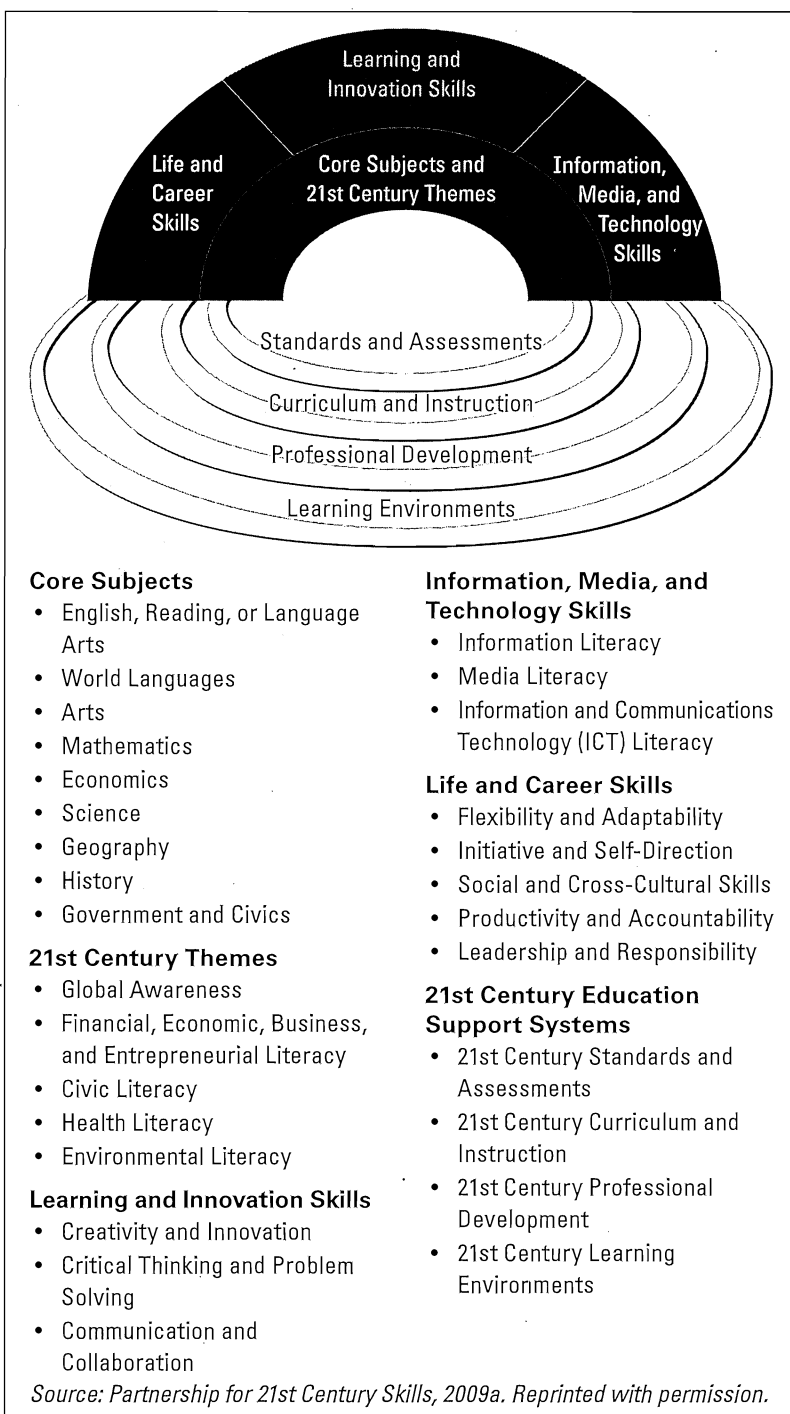 Learning and
Innovation Skills
Life and
Career
Skills
Core Subjects and
21st Century Themes
Information,
Media, and
Technology
Skills
Standards and Assessments
Curriculum and Instruction
Professional Development
Learning Environments
Core Subjects
• English, Reading, or Language
Arts
• World Languages
• Arts
• Mathematics
• Economics
• Science
• Geography
• History
• Government and Civics
21st Century Themes
• Global Awareness
• Financial, Economic, Business,
and Entrepreneurial Literacy
• Civic Literacy
• Health Literacy
• Environmental Literacy
Learning and Innovation Skills
• Creativity and Innovation
• Critical Thinking and Problem
Solving
• Communication and
Collaboration
Information, Media, and
Technology Skills
• Information Literacy
• Media Literacy
• Information and Communications
Technology (ICT) Literacy
Life and Career Skills
• Flexibility and Adaptability
• Initiative and Self-Direction
• Social and Cross-Cultural Skills
• Productivity and Accountability
• Leadership and Responsibility
21st Century Education
Support Systems
• 21st Century Standards and
Assessments
• 21st Century Curriculum and
Instruction
• 21st Century Professional
Development
• 21st Century Learning
Environments
Source: Partnership for 21st Century Skills, 2009a. Reprinted with permission.